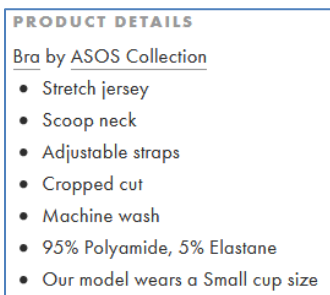 PRODUCT DETAILS
Bra by ASOS Collection
• Stretch jersey
• Scoop neck
• Adjustable straps
• Cropped cut
• Machine wash
• 95% Polyamide, 5% Elastane
• Our model wears a Small cup size